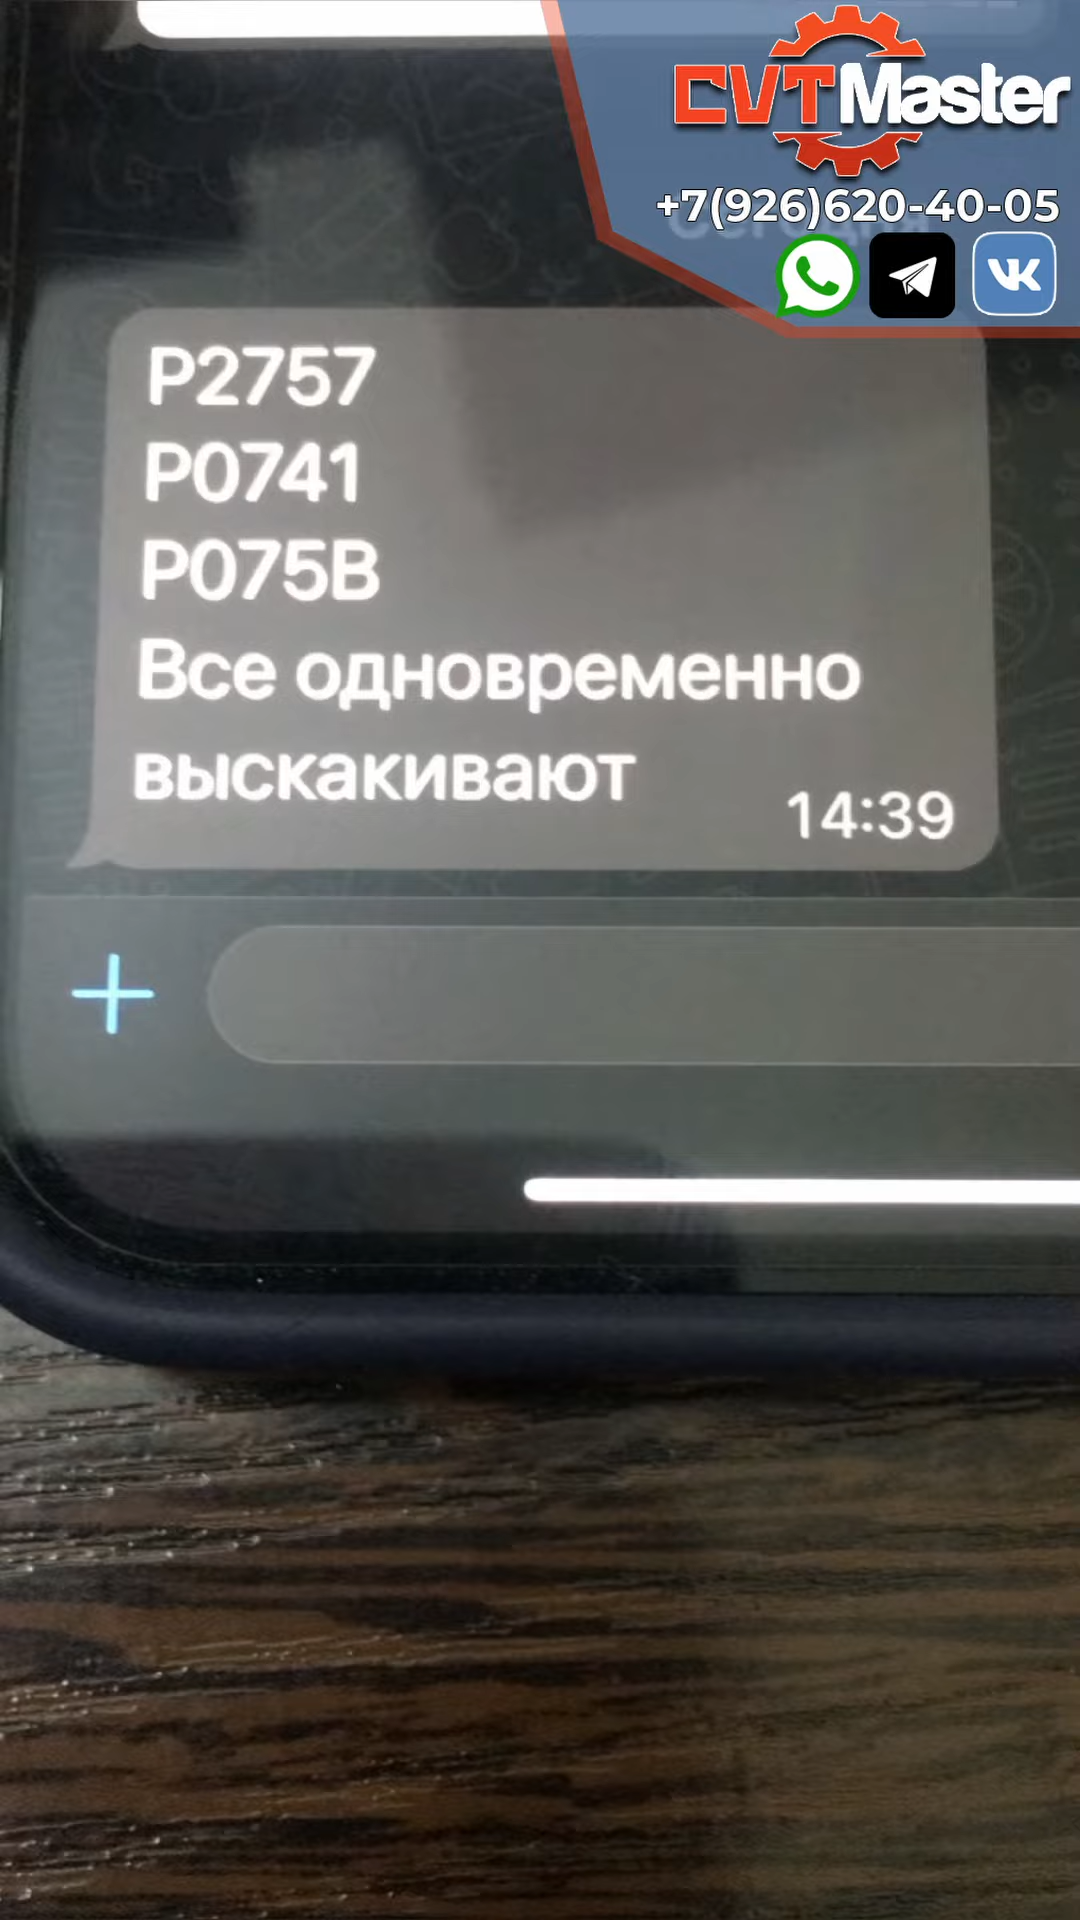 CVTMaster
+7(926)620-40-05
P2757
P0741
P075B
Все одновременно
выскакивают
14:39